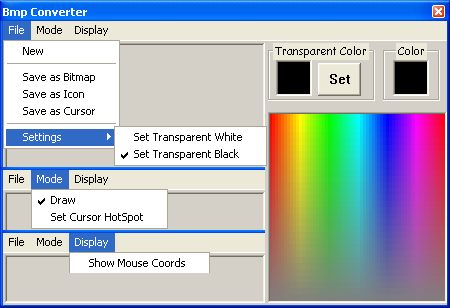 Bmp Converter
File Mode Display
New
Save as Bitmap
Save as Icon
Save as Cursor
Settings
Set Transparent White
Set Transparent Black
Transparent Color
Set
Color
File Mode Display
Draw
Set Cursor HotSpot
File Mode Display
Show Mouse Coords